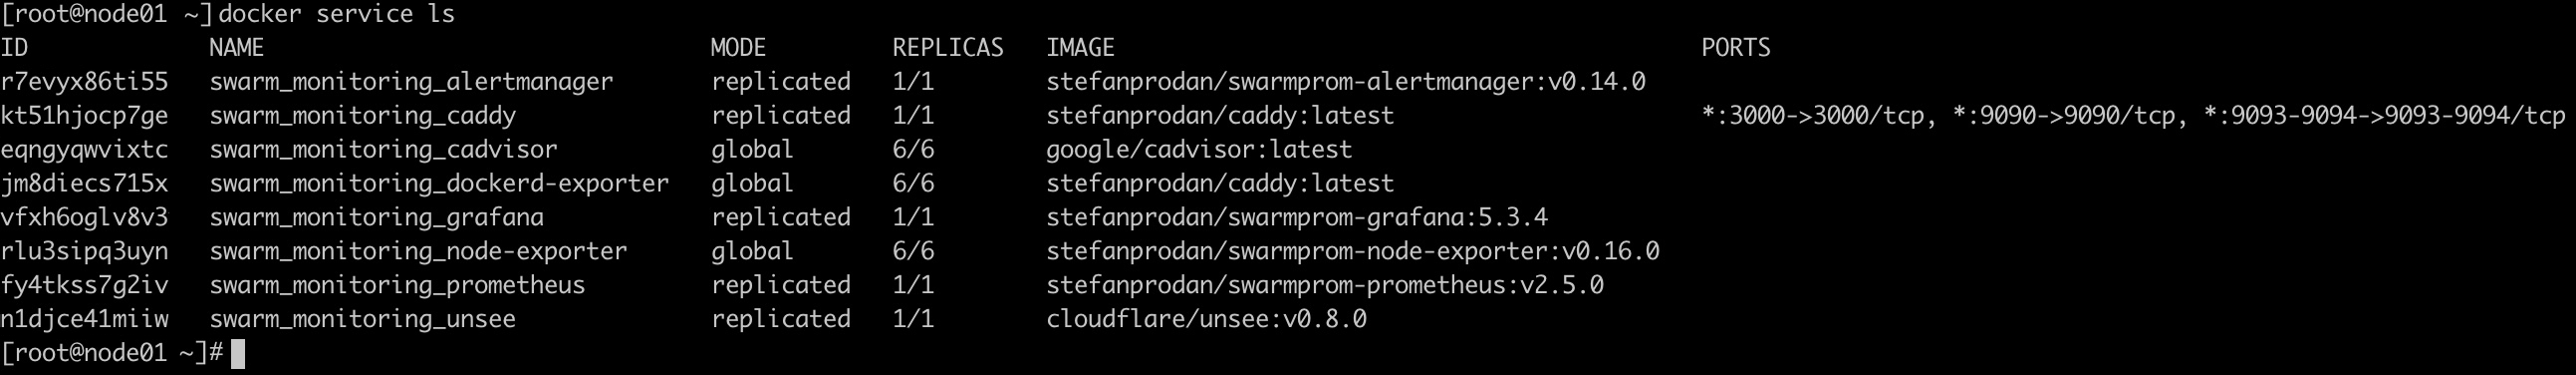 [root@node01 ~]docker service ls
ID NAME MODE REPLICAS IMAGE PORTS
r7evyx86ti55 swarm_monitoring_alertmanager replicated 1/1 stefanprodan/swarmprom-alertmanager:v0.14.0
kt51hjocp7ge swarm_monitoring_caddy replicated 1/1 stefanprodan/caddy:latest *:3000->3000/tcp, *:9090->9090/tcp, *:9093-9094->9093-9094/tcp
eqngyqwvixtc swarm_monitoring_cadvisor global 6/6 google/cadvisor:latest
jm8diecs715x swarm_monitoring_dockerd-exporter global 6/6 stefanprodan/caddy:latest
vfxh6oglv8v3 swarm_monitoring_grafana replicated 1/1 stefanprodan/swarmprom-grafana:5.3.4
rlu3sipq3uyn swarm_monitoring_node-exporter global 6/6 stefanprodan/swarmprom-node-exporter:v0.16.0
fy4tkss7g2iv swarm_monitoring_prometheus replicated 1/1 stefanprodan/swarmprom-prometheus:v2.5.0
n1djce41miiw swarm_monitoring_unsee replicated 1/1 cloudflare/unsee:v0.8.0
[root@node01 ~]#